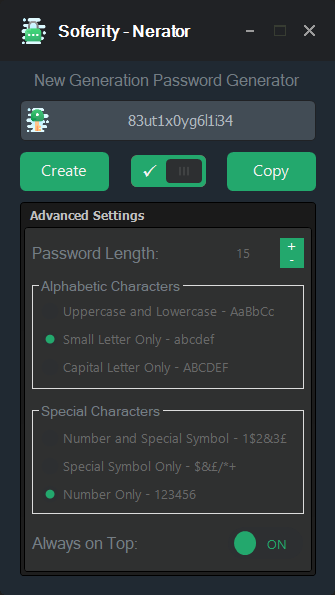 Soferity - Nerator
New Generation Password Generator
83ut1x0yg6l1i34
Create
Copy
Advanced Settings
Password Length: 15 + -
Alphabetic Characters
Uppercase and Lowercase - AaBbCc
Small Letter Only - abcdef
Capital Letter Only - ABCDEF
Special Characters
Number and Special Symbol - 1$2&3£
Special Symbol Only - $&£/*+
Number Only - 123456
Always on Top: ON